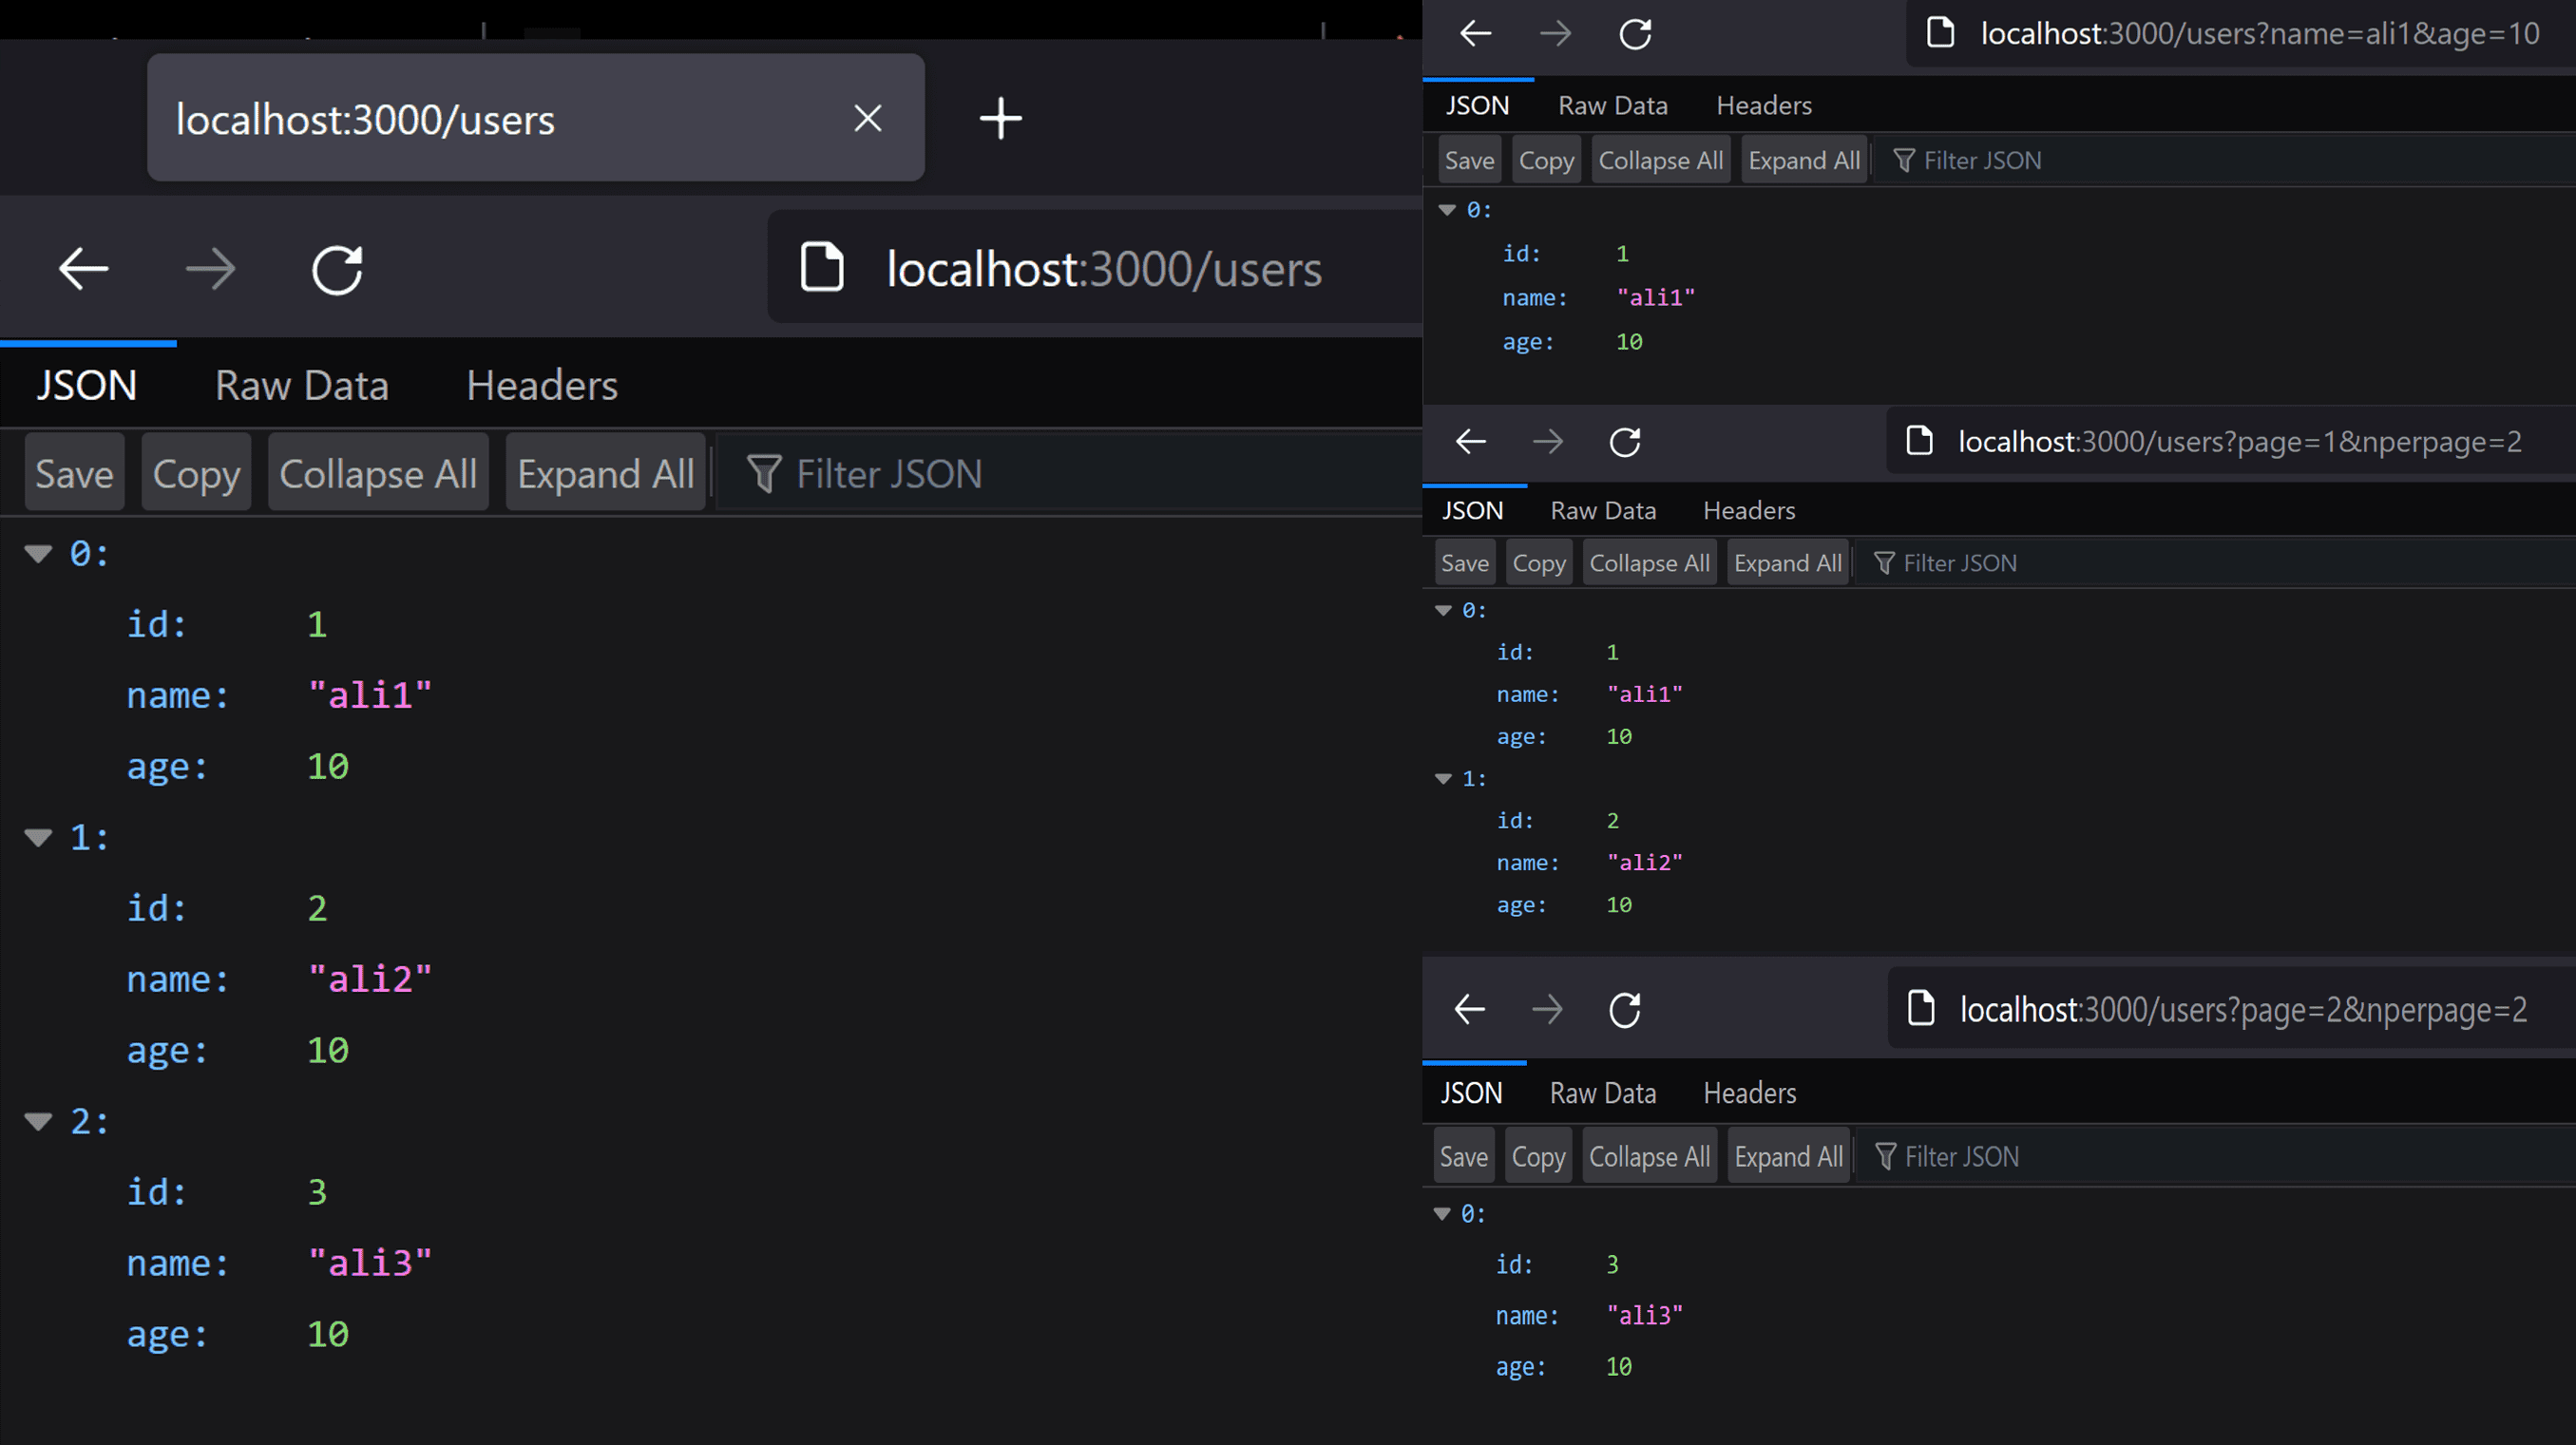 localhost:3000/users
localhost:3000/users
JSON Raw Data Headers
Save Copy Collapse All Expand All Filter JSON
0:
id: 1
name: "ali1"
age: 10
1:
id: 2
name: "ali2"
age: 10
2:
id: 3
name: "ali3"
age: 10
localhost:3000/users?name=ali1&age=10
JSON Raw Data Headers
Save Copy Collapse All Expand All Filter JSON
0:
id: 1
name: "ali1"
age: 10
localhost:3000/users?page=1&nperpage=2
JSON Raw Data Headers
Save Copy Collapse All Expand All Filter JSON
0:
id: 1
name: "ali1"
age: 10
1:
id: 2
name: "ali2"
age: 10
localhost:3000/users?page=2&nperpage=2
JSON Raw Data Headers
Save Copy Collapse All Expand All Filter JSON
0:
id: 3
name: "ali3"
age: 10